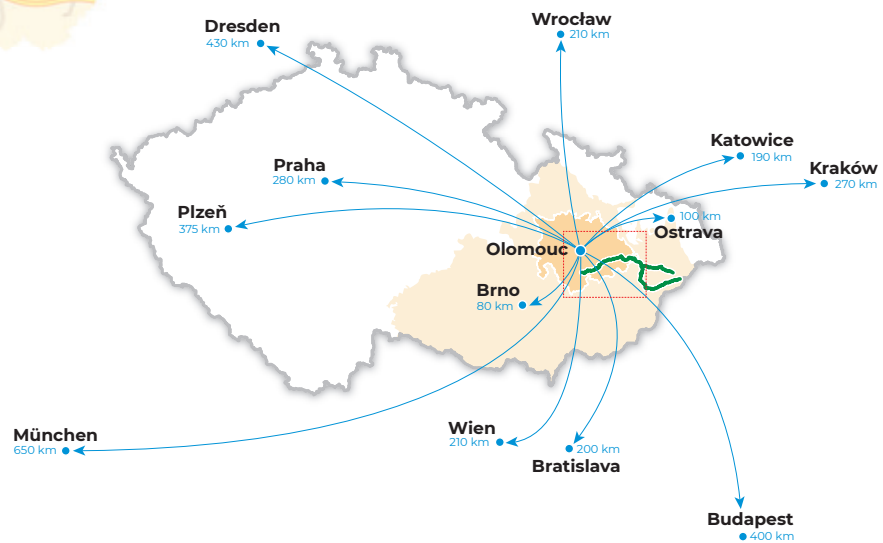 Wrocław
210 km
Dresden
430 km
Katowice
190 km
Praha
280 km
Kraków
270 km
Plzeň
375 km
100 km
Ostrava
Olomouc
Brno
80 km
München
650 km
Wien
210 km
200 km
Bratislava
Budapest
400 km